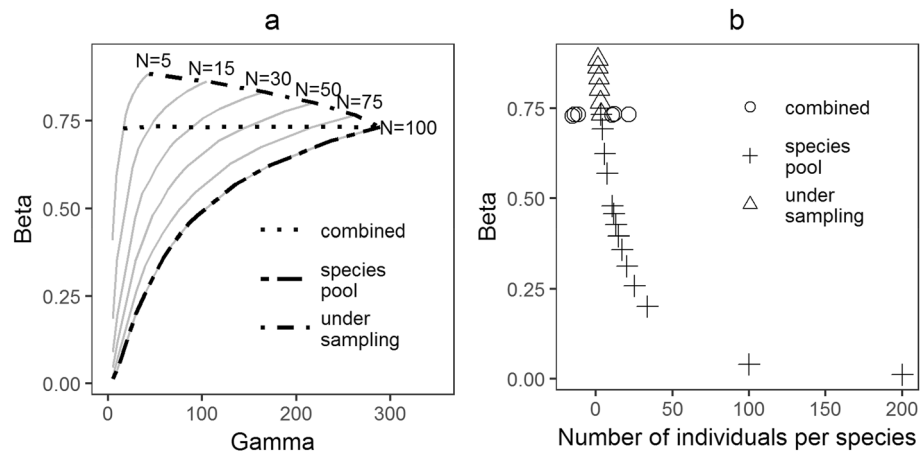 a
N=5
N=15
N=30
N=50
N=75
N=100
0.75
0.50
0.25
0.00
Beta
combined
species
pool
under
sampling
0
100
200
300
Gamma
b
0.75
0.50
0.25
0.00
Beta
combined
species
pool
under
sampling
0
50
100
150
200
Number of individuals per species